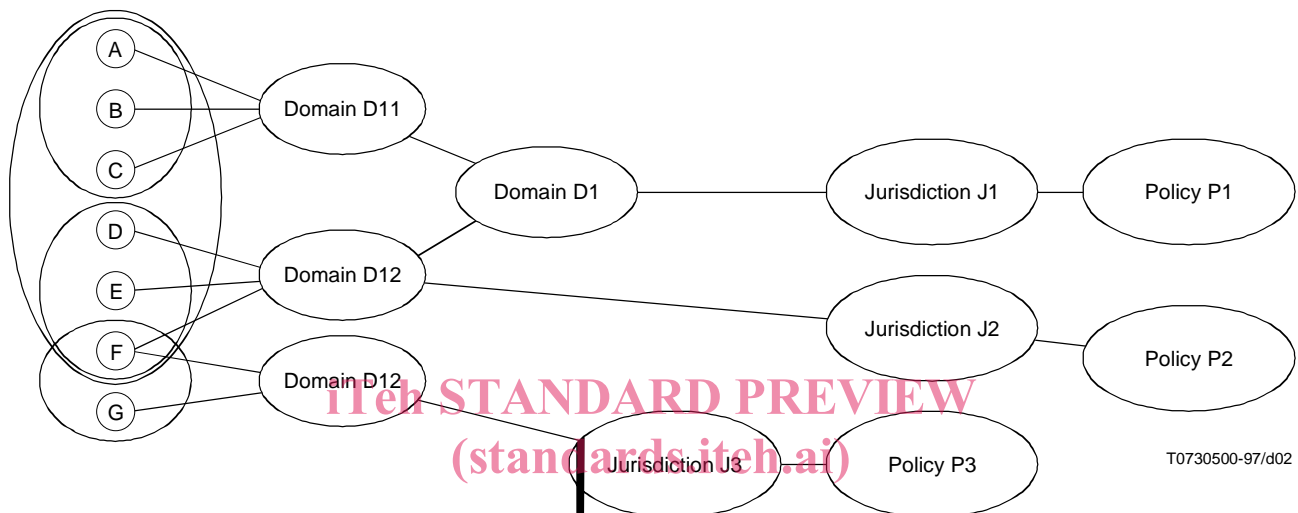 A
B
C
D
E
F
G
Domain D11
Domain D12
Domain D12
Domain D1
Jurisdiction J1
Policy P1
Jurisdiction J2
Policy P2
Jurisdiction J3
Policy P3
iTeh STANDARD PREVIEW
(standards.iteh.ai)
T0730500-97/d02